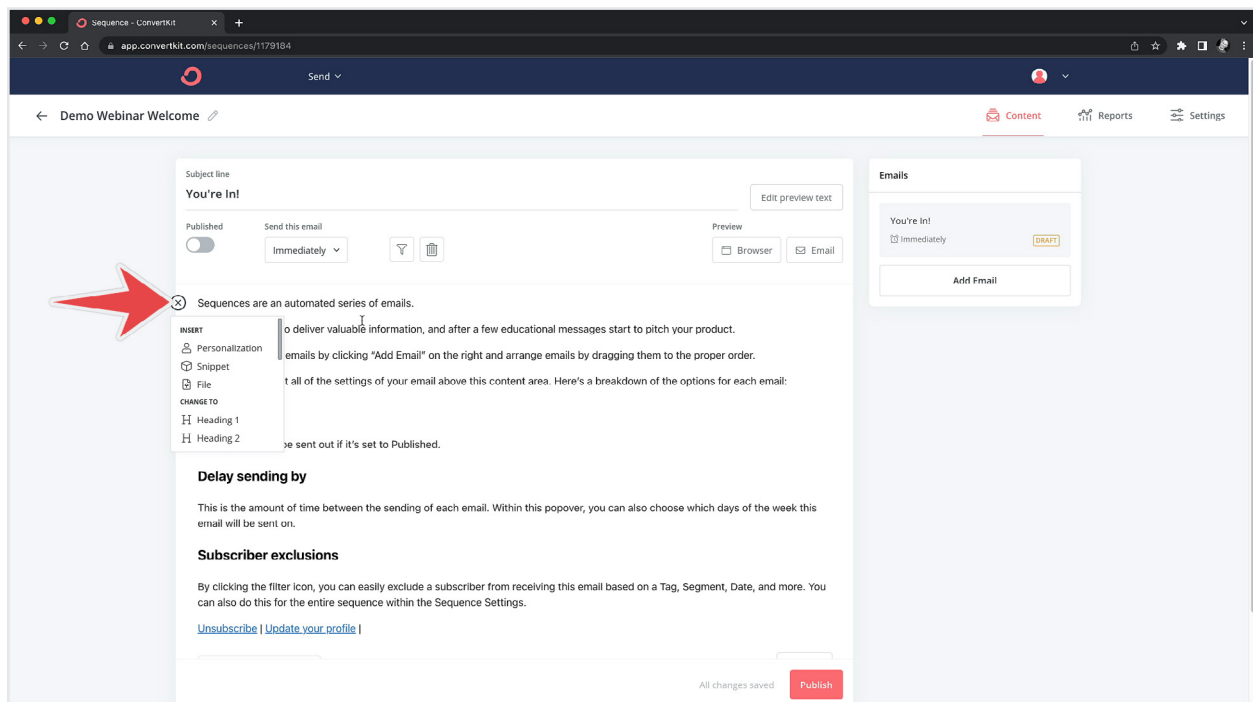 Sequence - ConvertKit
app.convertkit.com/sequences/1179184
Send
Demo Webinar Welcome
Content
Reports
Settings
Subject line
You're In!
Edit preview text
Published
Send this email
Immediately
Preview
Browser
Email
Emails
You're In!
Immediately
DRAFT
Add Email
Sequences are an automated series of emails.
o deliver valuable information, and after a few educational messages start to pitch your product.
emails by clicking “Add Email” on the right and arrange emails by dragging them to the proper order.
t all of the settings of your email above this content area. Here’s a breakdown of the options for each email:
be sent out if it’s set to Published.
INSERT
Personalization
Snippet
File
CHANGE TO
Heading 1
Heading 2
Delay sending by
This is the amount of time between the sending of each email. Within this popover, you can also choose which days of the week this
email will be sent on.
Subscriber exclusions
By clicking the filter icon, you can easily exclude a subscriber from receiving this email based on a Tag, Segment, Date, and more. You
can also do this for the entire sequence within the Sequence Settings.
Unsubscribe | Update your profile |
All changes saved
Publish